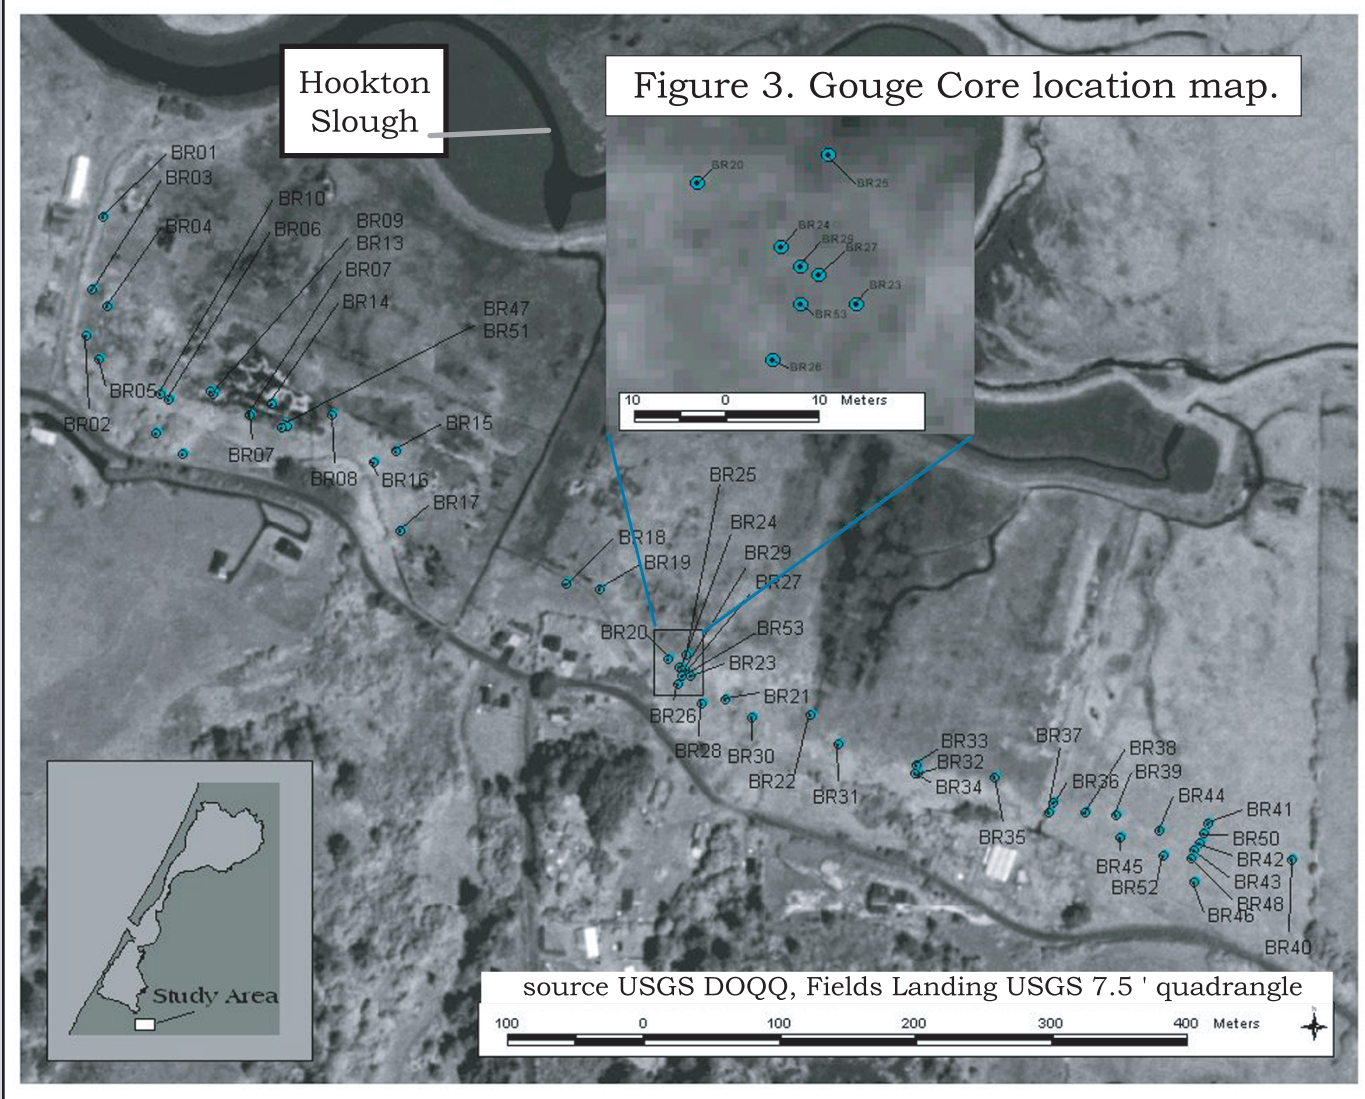 Hookton
Slough
Figure 3. Gouge Core location map.
BR01
BR03
BR10
BR04
BR06
BR09
BR13
BR07
BR14
BR47
BR51
BR05
BR02
BR07
BR08
BR15
BR16
BR17
BR20
BR25
BR24
BR29
BR27
BR23
BR53
BR26
10 0 10 Meters
BR25
BR24
BR18
BR29
BR19
BR27
BR20
BR53
BR23
BR21
BR26
BR28
BR30
BR22
BR31
BR33
BR32
BR34
BR35
BR37
BR38
BR36
BR39
BR44
BR41
BR50
BR42
BR45
BR52
BR43
BR48
BR46
BR40
Study Area
source USGS DOQQ, Fields Landing USGS 7.5 ' quadrangle
100 0 100 200 300 400 Meters